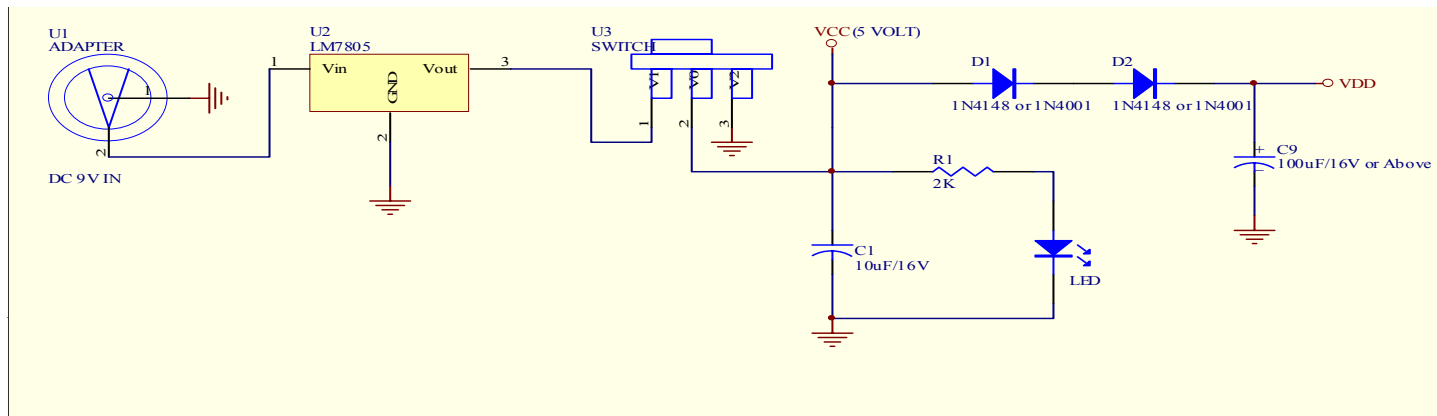 U1
ADAPTER
1
2
DC 9V IN
U2
LM7805
1
Vin
Vout
3
GND
2
U3
SWITCH
V1
V0
V2
1
2
3
VCC (5 VOLT)
D1
1N4148 or 1N4001
D2
1N4148 or 1N4001
VDD
R1
2K
C1
10uF/16V
LED
+
C9
100uF/16V or Above